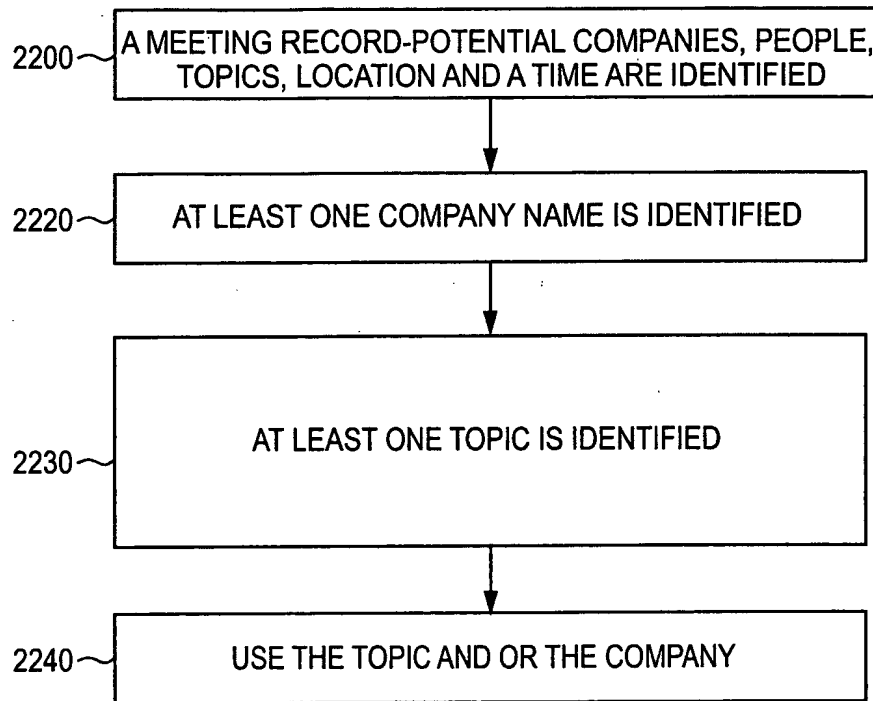 2200 A MEETING RECORD-POTENTIAL COMPANIES, PEOPLE,
TOPICS, LOCATION AND A TIME ARE IDENTIFIED
2220 AT LEAST ONE COMPANY NAME IS IDENTIFIED
2230 AT LEAST ONE TOPIC IS IDENTIFIED
2240 USE THE TOPIC AND OR THE COMPANY